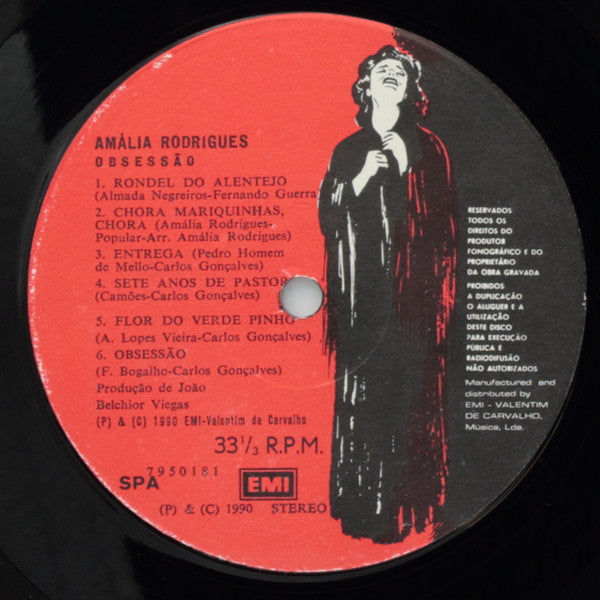 AMÁLIA RODRIGUES
OBSESSÃO
1. RONDEL DO ALENTEJO
(Almada Negreiros-Fernando Guerra
2. CHORA MARIQUINHAS,
CHORA (Amália Rodrigues-
Popular-Arr. Amália Rodrigues)
3. ENTREGA (Pedro Homem
de Mello-Carlos Gonçalves)
4. SETE ANOS DE PASTOR
(Camões-Carlos Gonçalves)
5. FLOR DO VERDE PINHO
(A. Lopes Vieira-Carlos Gonçalves)
6. OBSESSÃO
(F. Bogalho-Carlos Gonçalves)
Produção de João
Belchior Viegas
(P) & (C) 1990 EMI-Valentim de Carvalho
33 1/3 R.P.M.
7950181
SPA EMI
(P) & (C) 1990 STEREO
RESERVADOS
TODOS OS
DIREITOS DO
PRODUTOR
FONOGRÁFICO E DO
PROPRIETÁRIO
DA OBRA GRAVADA
PROIBIDOS
A DUPLICAÇÃO
O ALUGUER E A
UTILIZAÇÃO
DESTE DISCO
PARA EXECUÇÃO
PÚBLICA E
RADIODIFUSÃO
NÃO AUTORIZADOS
Manufactured and
distributed by
EMI - VALENTIM
DE CARVALHO,
Música, Lda.